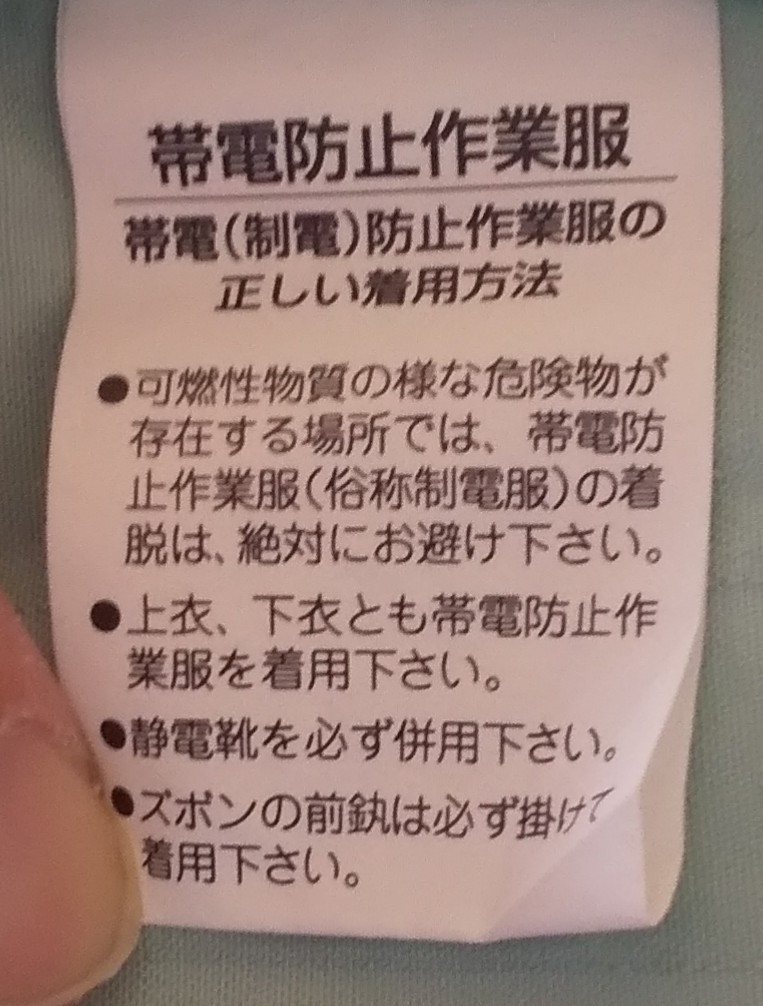 帯電防止作業服
帯電(制電)防止作業服の
正しい着用方法
●可燃性物質の様な危険物が
存在する場所では、帯電防
止作業服(俗称制電服)の着
脱は、絶対にお避け下さい。
●上衣、下衣とも帯電防止作
業服を着用下さい。
●静電靴を必ず併用下さい。
●ズボンの前釻は必ず掛けて
着用下さい。